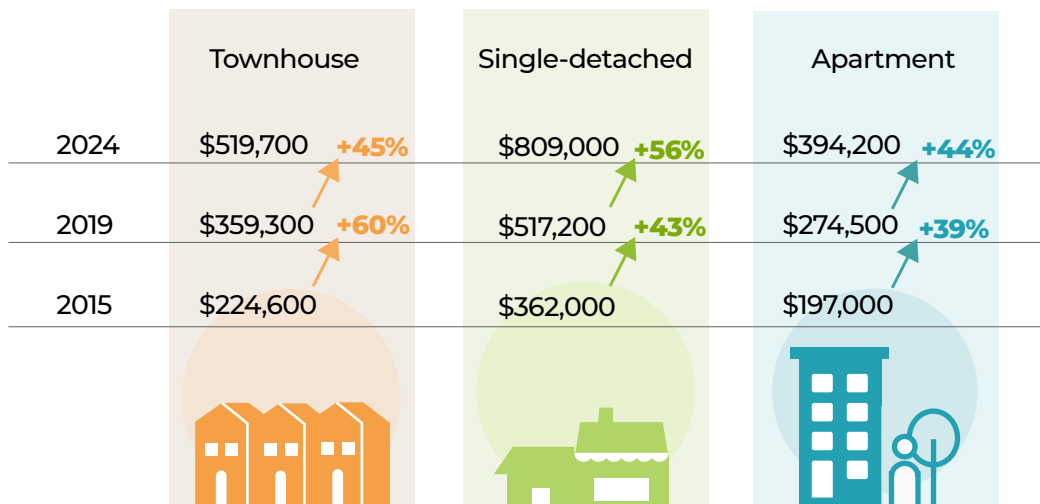 Townhouse Single-detached Apartment
2024 $519,700 +45% $809,000 +56% $394,200 +44%
2019 $359,300 +60% $517,200 +43% $274,500 +39%
2015 $224,600 $362,000 $197,000